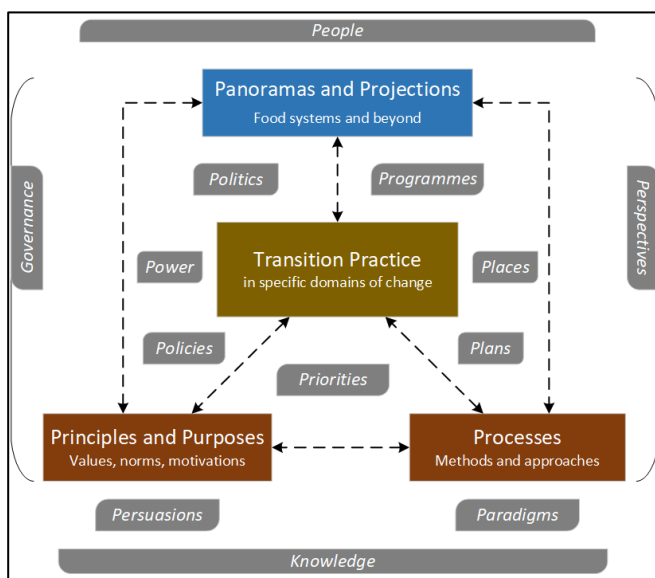 People
Panoramas and Projections
Food systems and beyond
Politics
Programmes
Governance
Perspectives
Transition Practice
in specific domains of change
Power
Places
Policies
Plans
Priorities
Principles and Purposes
Values, norms, motivations
Processes
Methods and approaches
Persuasions
Paradigms
Knowledge